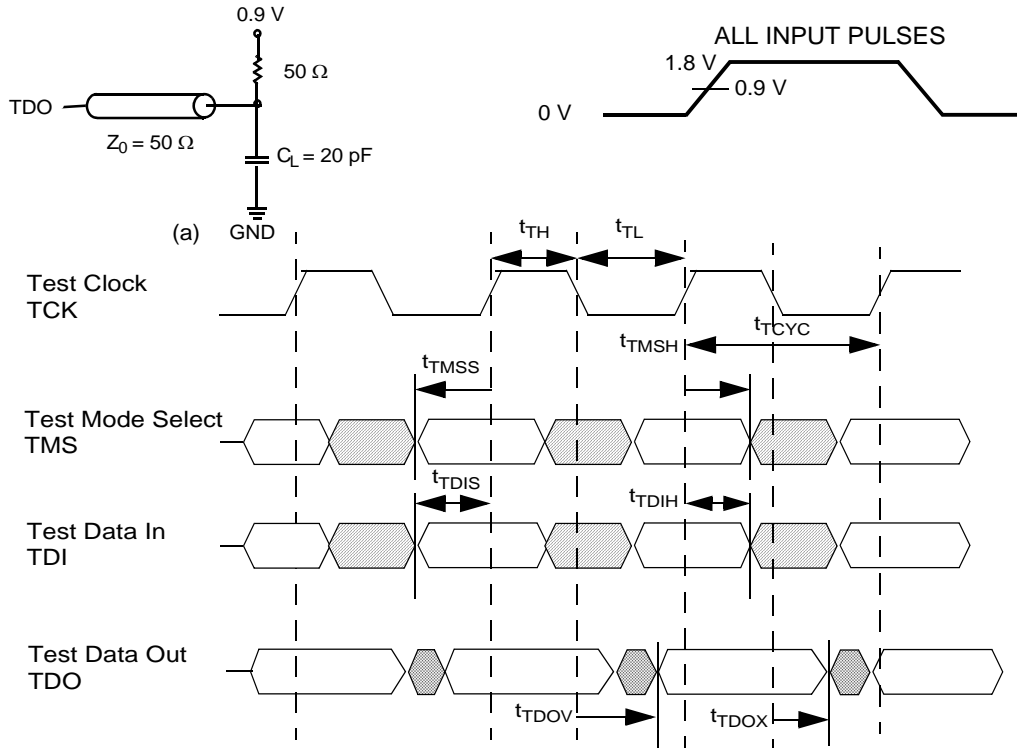 0.9 V
50 Ω
TDO
Z0 = 50 Ω
CL = 20 pF
(a)
GND
ALL INPUT PULSES
1.8 V
0.9 V
0 V
tTH
tTL
Test Clock
TCK
tTCYC
tTMSH
tTMSS
Test Mode Select
TMS
tTDIS
tTDIH
Test Data In
TDI
Test Data Out
TDO
tTDOV
tTDOX